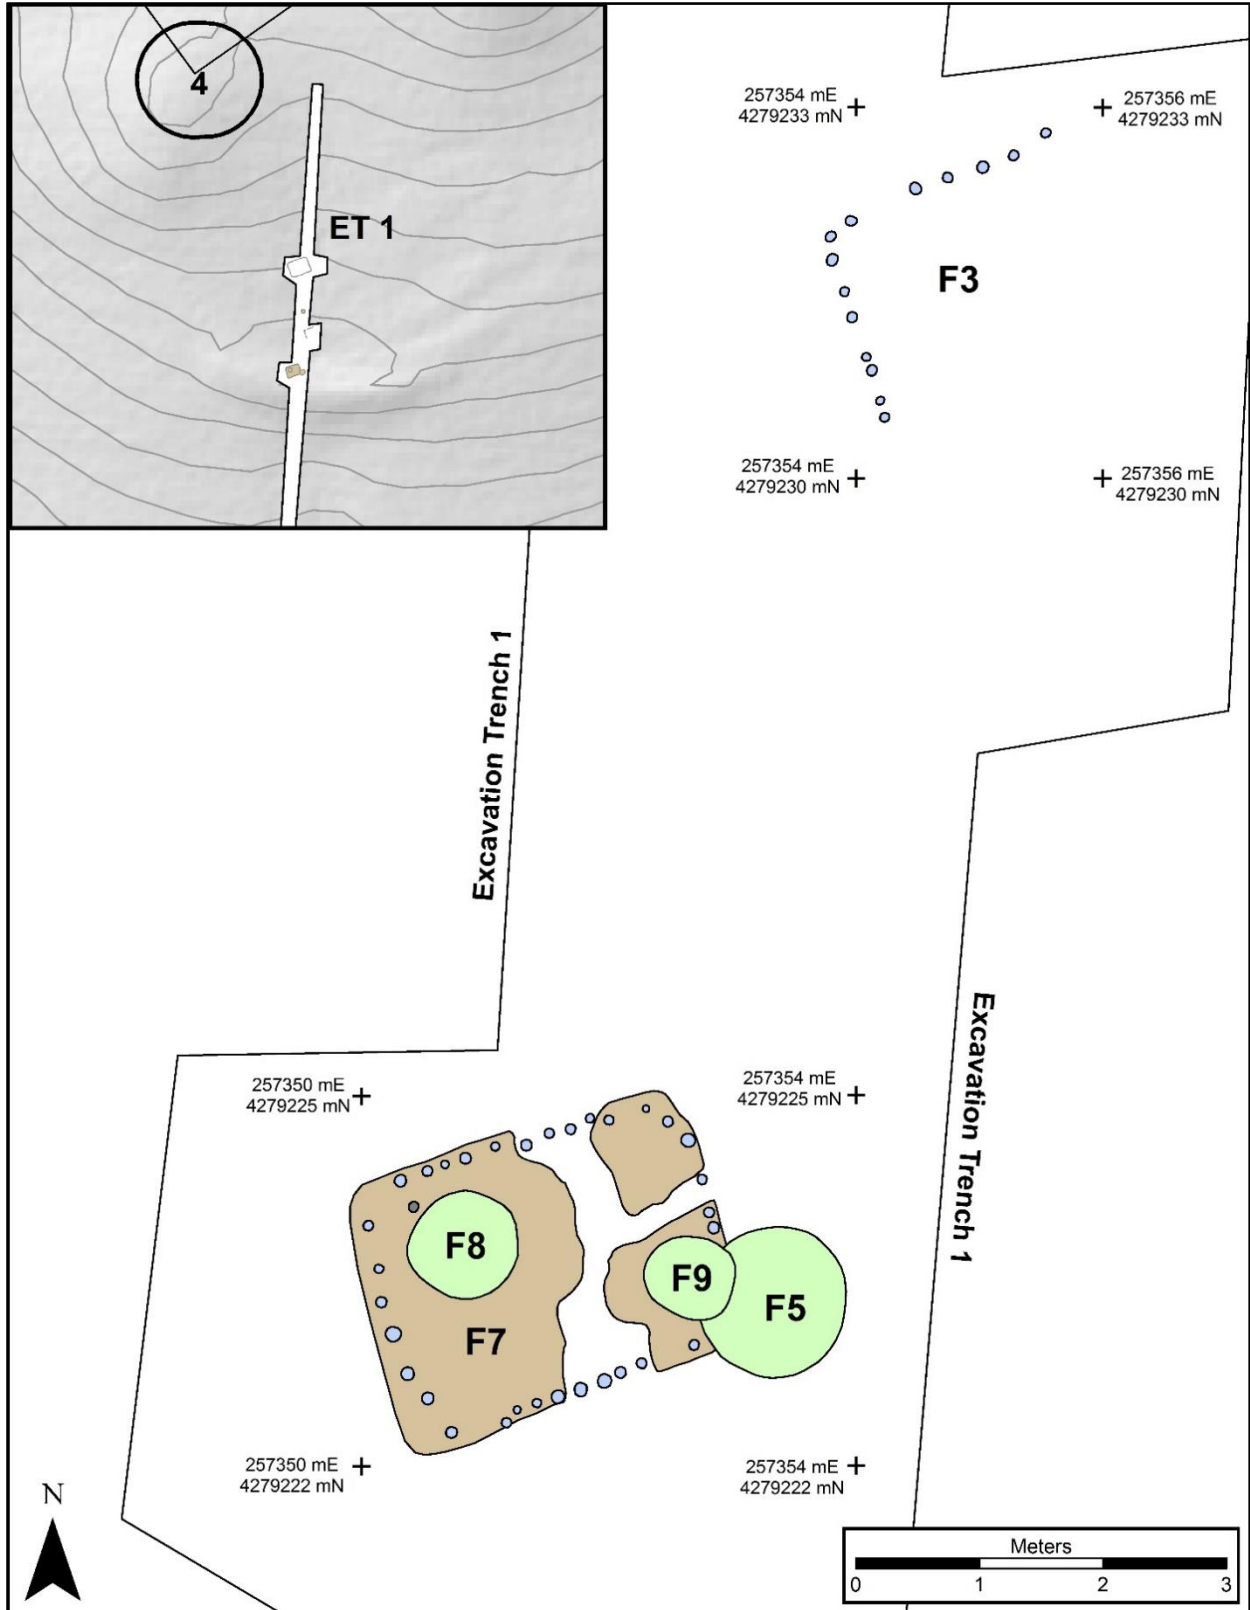 4
ET 1
257354 mE
4279233 mN
257356 mE
4279233 mN
F3
257354 mE
4279230 mN
257356 mE
4279230 mN
Excavation Trench 1
Excavation Trench 1
257350 mE
4279225 mN
257354 mE
4279225 mN
F8
F9
F5
F7
257350 mE
4279222 mN
257354 mE
4279222 mN
N
Meters
0 1 2 3